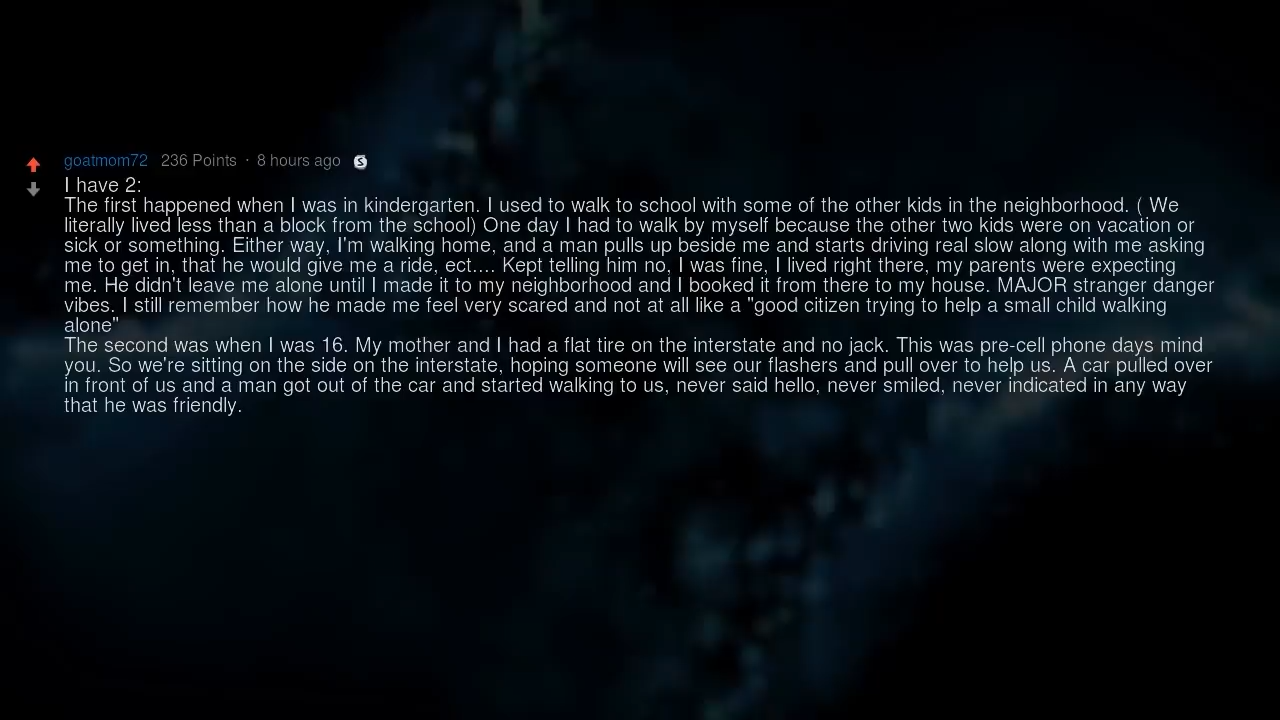 goatmom72 236 Points · 8 hours ago S
I have 2:
The first happened when I was in kindergarten. I used to walk to school with some of the other kids in the neighborhood. ( We
literally lived less than a block from the school) One day I had to walk by myself because the other two kids were on vacation or
sick or something. Either way, I'm walking home, and a man pulls up beside me and starts driving real slow along with me asking
me to get in, that he would give me a ride, ect.... Kept telling him no, I was fine, I lived right there, my parents were expecting
me. He didn't leave me alone until I made it to my neighborhood and I booked it from there to my house. MAJOR stranger danger
vibes. I still remember how he made me feel very scared and not at all like a "good citizen trying to help a small child walking
alone"
The second was when I was 16. My mother and I had a flat tire on the interstate and no jack. This was pre-cell phone days mind
you. So we're sitting on the side on the interstate, hoping someone will see our flashers and pull over to help us. A car pulled over
in front of us and a man got out of the car and started walking to us, never said hello, never smiled, never indicated in any way
that he was friendly.